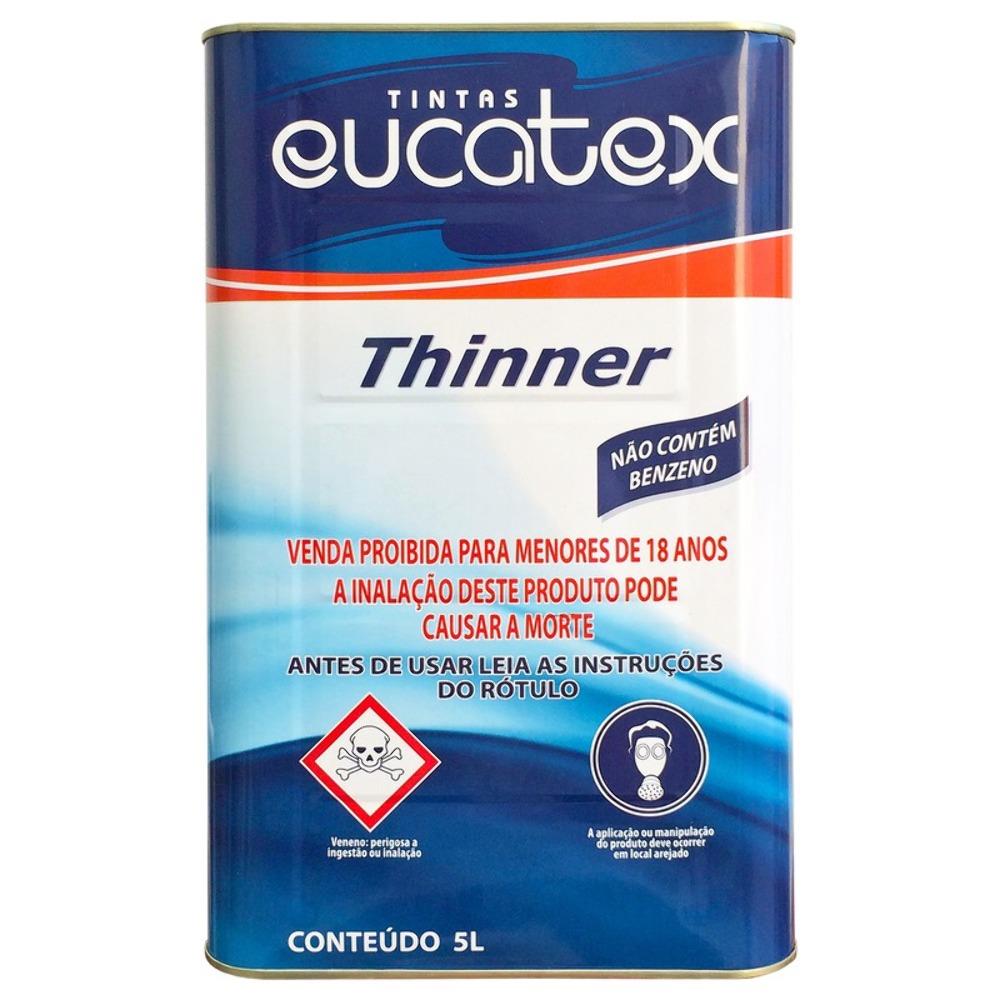 TINTAS
eucatex
Thinner
NÃO CONTÉM
BENZENO
VENDA PROIBIDA PARA MENORES DE 18 ANOS
A INALAÇÃO DESTE PRODUTO PODE
CAUSAR A MORTE
ANTES DE USAR LEIA AS INSTRUÇÕES
DO RÓTULO
Veneno: perigosa a
ingestão ou inalação
A aplicação ou manipulação
do produto deve ocorrer
em local arejado
CONTEÚDO 5L